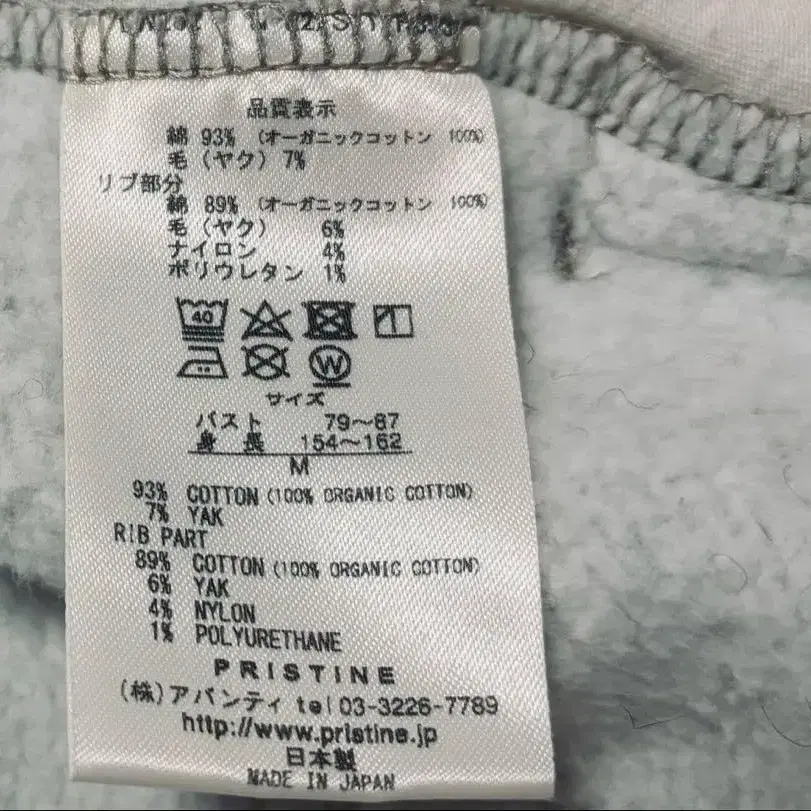 品質表示
綿 93% (オーガニックコットン 100%)
毛(ヤク) 7%
リブ部分
綿 89% (オーガニックコットン 100%)
毛(ヤク) 6%
ナイロン 4%
ポリウレタン 1%
40
W
サイズ
バスト 79〜87
身長 154〜162
M
93% COTTON (100% ORGANIC COTTON)
7% YAK
RIB PART
89% COTTON (100% ORGANIC COTTON)
6% YAK
4% NYLON
1% POLYURETHANE
PRISTINE
(株)アバンティ tel 03-3226-7789
http://www.pristine.jp
日本製
MADE IN JAPAN